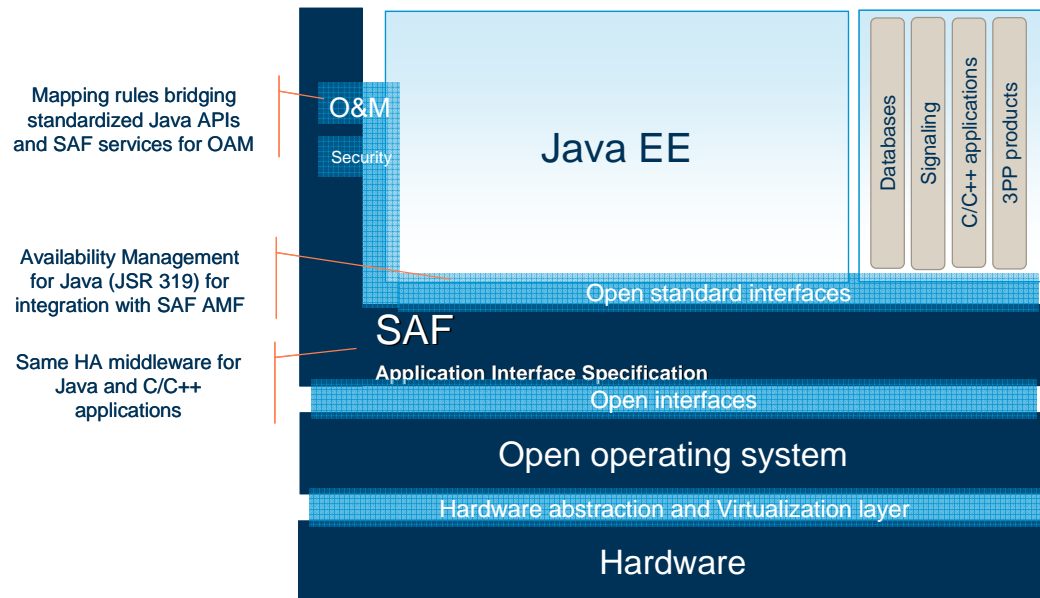 Mapping rules bridging
standardized Java APIs
and SAF services for OAM
O&M
Security
Java EE
Databases
Signaling
C/C++ applications
3PP products
Availability Management
for Java (JSR 319) for
integration with SAF AMF
Open standard interfaces
SAF
Application Interface Specification
Same HA middleware for
Java and C/C++
applications
Open interfaces
Open operating system
Hardware abstraction and Virtualization layer
Hardware